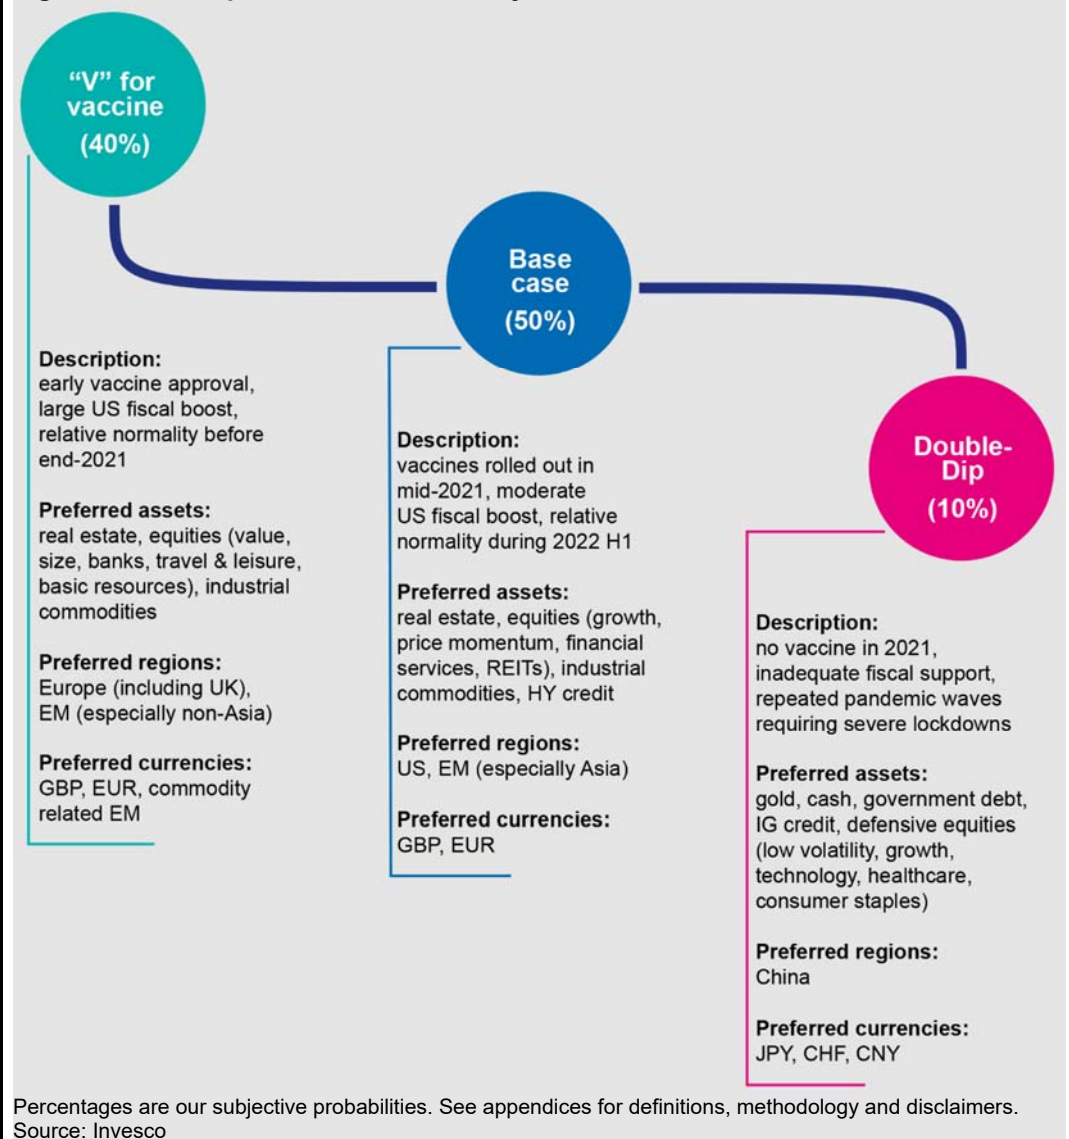 “V” for
vaccine
(40%)
Base
case
(50%)
Double-
Dip
(10%)
Description:
early vaccine approval,
large US fiscal boost,
relative normality before
end-2021
Preferred assets:
real estate, equities (value,
size, banks, travel & leisure,
basic resources), industrial
commodities
Preferred regions:
Europe (including UK),
EM (especially non-Asia)
Preferred currencies:
GBP, EUR, commodity
related EM
Description:
vaccines rolled out in
mid-2021, moderate
US fiscal boost, relative
normality during 2022 H1
Preferred assets:
real estate, equities (growth,
price momentum, financial
services, REITs), industrial
commodities, HY credit
Preferred regions:
US, EM (especially Asia)
Preferred currencies:
GBP, EUR
Description:
no vaccine in 2021,
inadequate fiscal support,
repeated pandemic waves
requiring severe lockdowns
Preferred assets:
gold, cash, government debt,
IG credit, defensive equities
(low volatility, growth,
technology, healthcare,
consumer staples)
Preferred regions:
China
Preferred currencies:
JPY, CHF, CNY
Percentages are our subjective probabilities. See appendices for definitions, methodology and disclaimers.
Source: Invesco